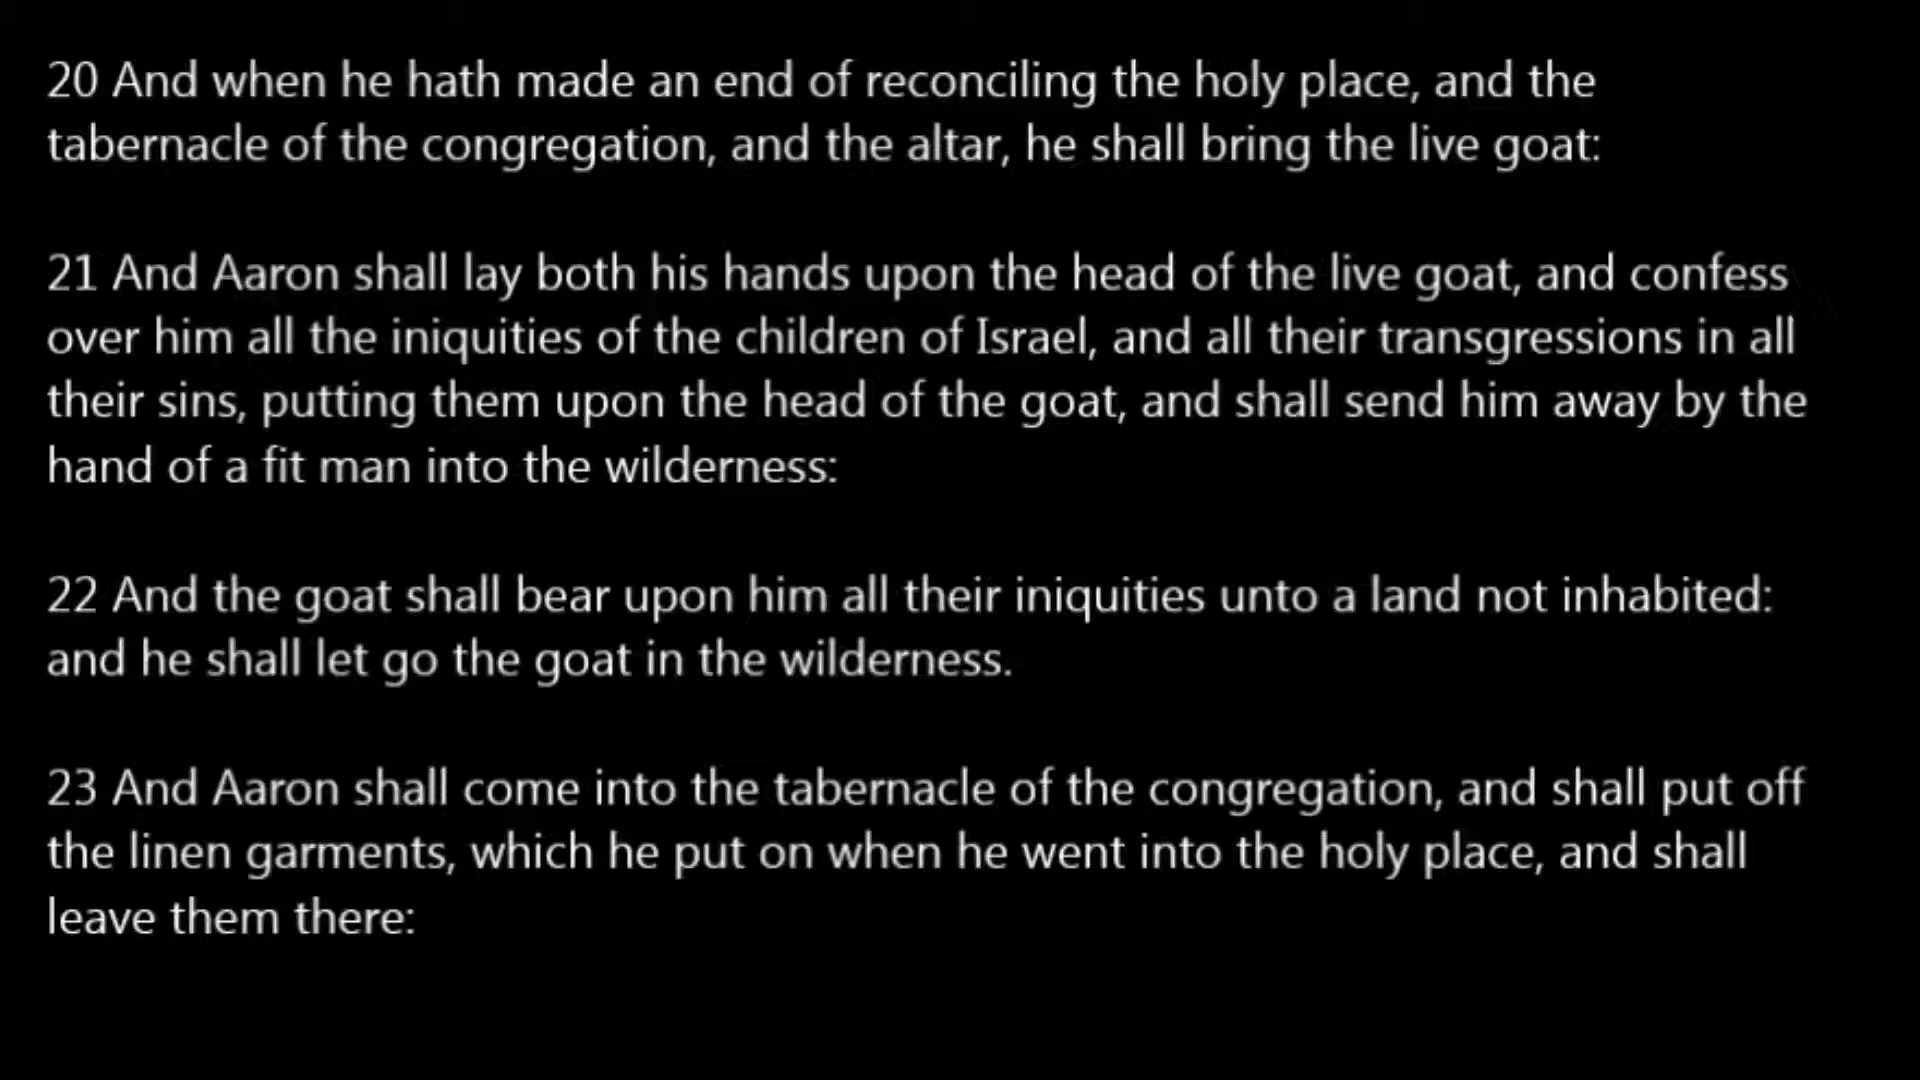 20 And when he hath made an end of reconciling the holy place, and the
tabernacle of the congregation, and the altar, he shall bring the live goat:
21 And Aaron shall lay both his hands upon the head of the live goat, and confess
over him all the iniquities of the children of Israel, and all their transgressions in all
their sins, putting them upon the head of the goat, and shall send him away by the
hand of a fit man into the wilderness:
22 And the goat shall bear upon him all their iniquities unto a land not inhabited:
and he shall let go the goat in the wilderness.
23 And Aaron shall come into the tabernacle of the congregation, and shall put off
the linen garments, which he put on when he went into the holy place, and shall
leave them there: